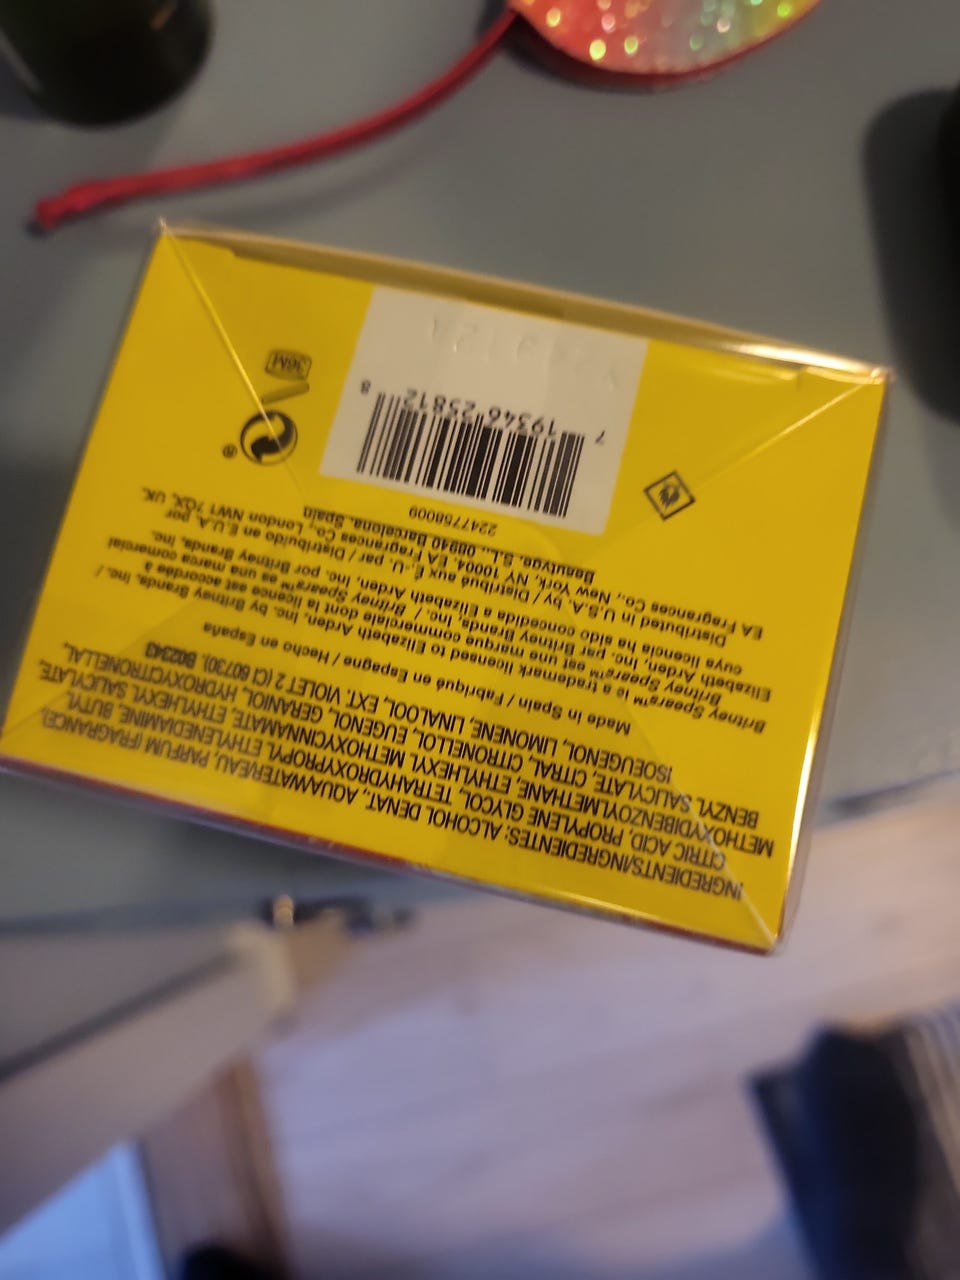 INGREDIENTS/INGREDIENTES: ALCOHOL DENAT., AQUA/WATER/EAU, PARFUM (FRAGRANCE),
CITRIC ACID, PROPYLENE GLYCOL, TETRAHYDROXYPROPYL ETHYLENEDIAMINE, BUTYL
METHOXYDIBENZOYLMETHANE, ETHYLHEXYL METHOXYCINNAMATE, ETHYLHEXYL SALICYLATE,
BENZYL SALICYLATE, CITRAL, CITRONELLOL, EUGENOL, GERANIOL, HYDROXYCITRONELLAL,
ISOEUGENOL, LIMONENE, LINALOOL, EXT. VIOLET 2 (CI 60730). B02343
Made in Spain / Fabriqué en Espagne / Hecho en España
Britney Spears™ is a trademark licensed to Elizabeth Arden, Inc. by Britney Brands, Inc. /
Britney Spears™ est une marque commerciale dont la licence est accordée à
Elizabeth Arden, Inc. par Britney Brands, Inc. / Britney Spears™ es una marca comercial
cuya licencia ha sido concedida a Elizabeth Arden, Inc. por Britney Brands, Inc.
Distributed in U.S.A. by / Distribué aux É.-U. par / Distribuido en E.U.A. por
EA Fragrances Co., New York, NY 10004. EA Fragrances Co., London NW1 7QX, UK.
Beautyge, S.L., 08940 Barcelona, Spain
2247758009
7 19346 25812 8
®
36M